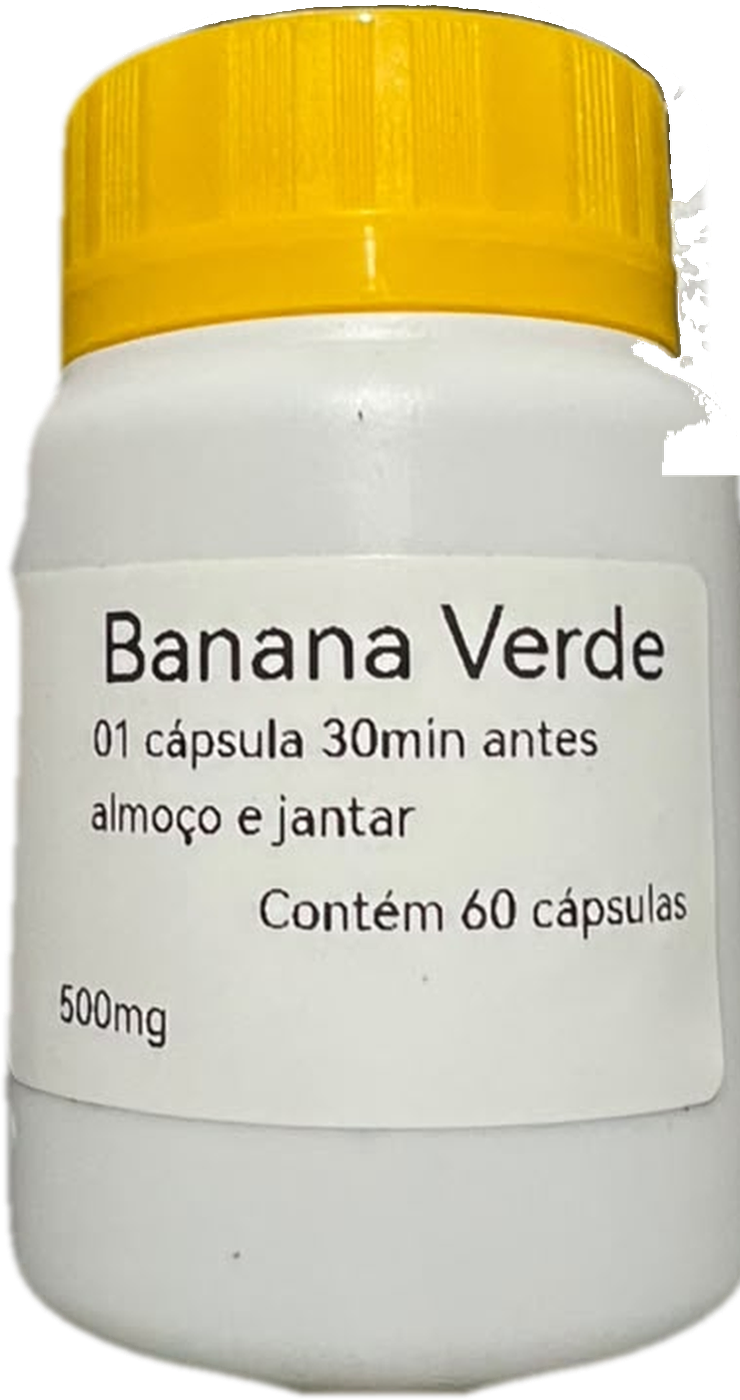 Banana Verde
01 cápsula 30min antes
almoço e jantar
Contém 60 cápsulas
500mg